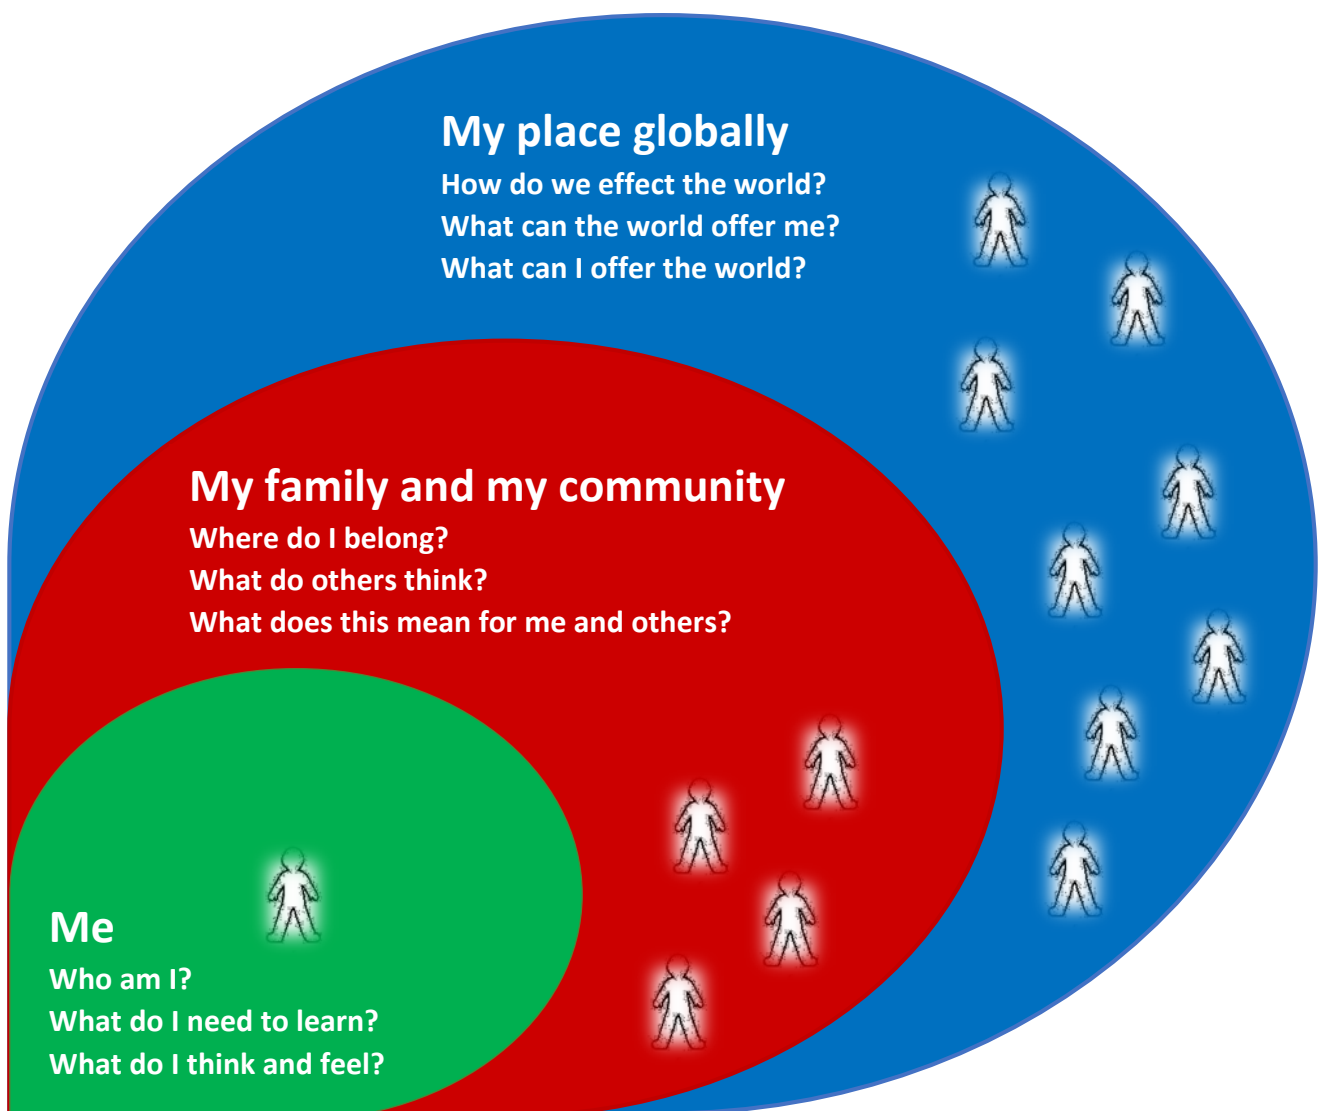 My place globally
How do we effect the world?
What can the world offer me?
What can I offer the world?
My family and my community
Where do I belong?
What do others think?
What does this mean for me and others?
Me
Who am I?
What do I need to learn?
What do I think and feel?